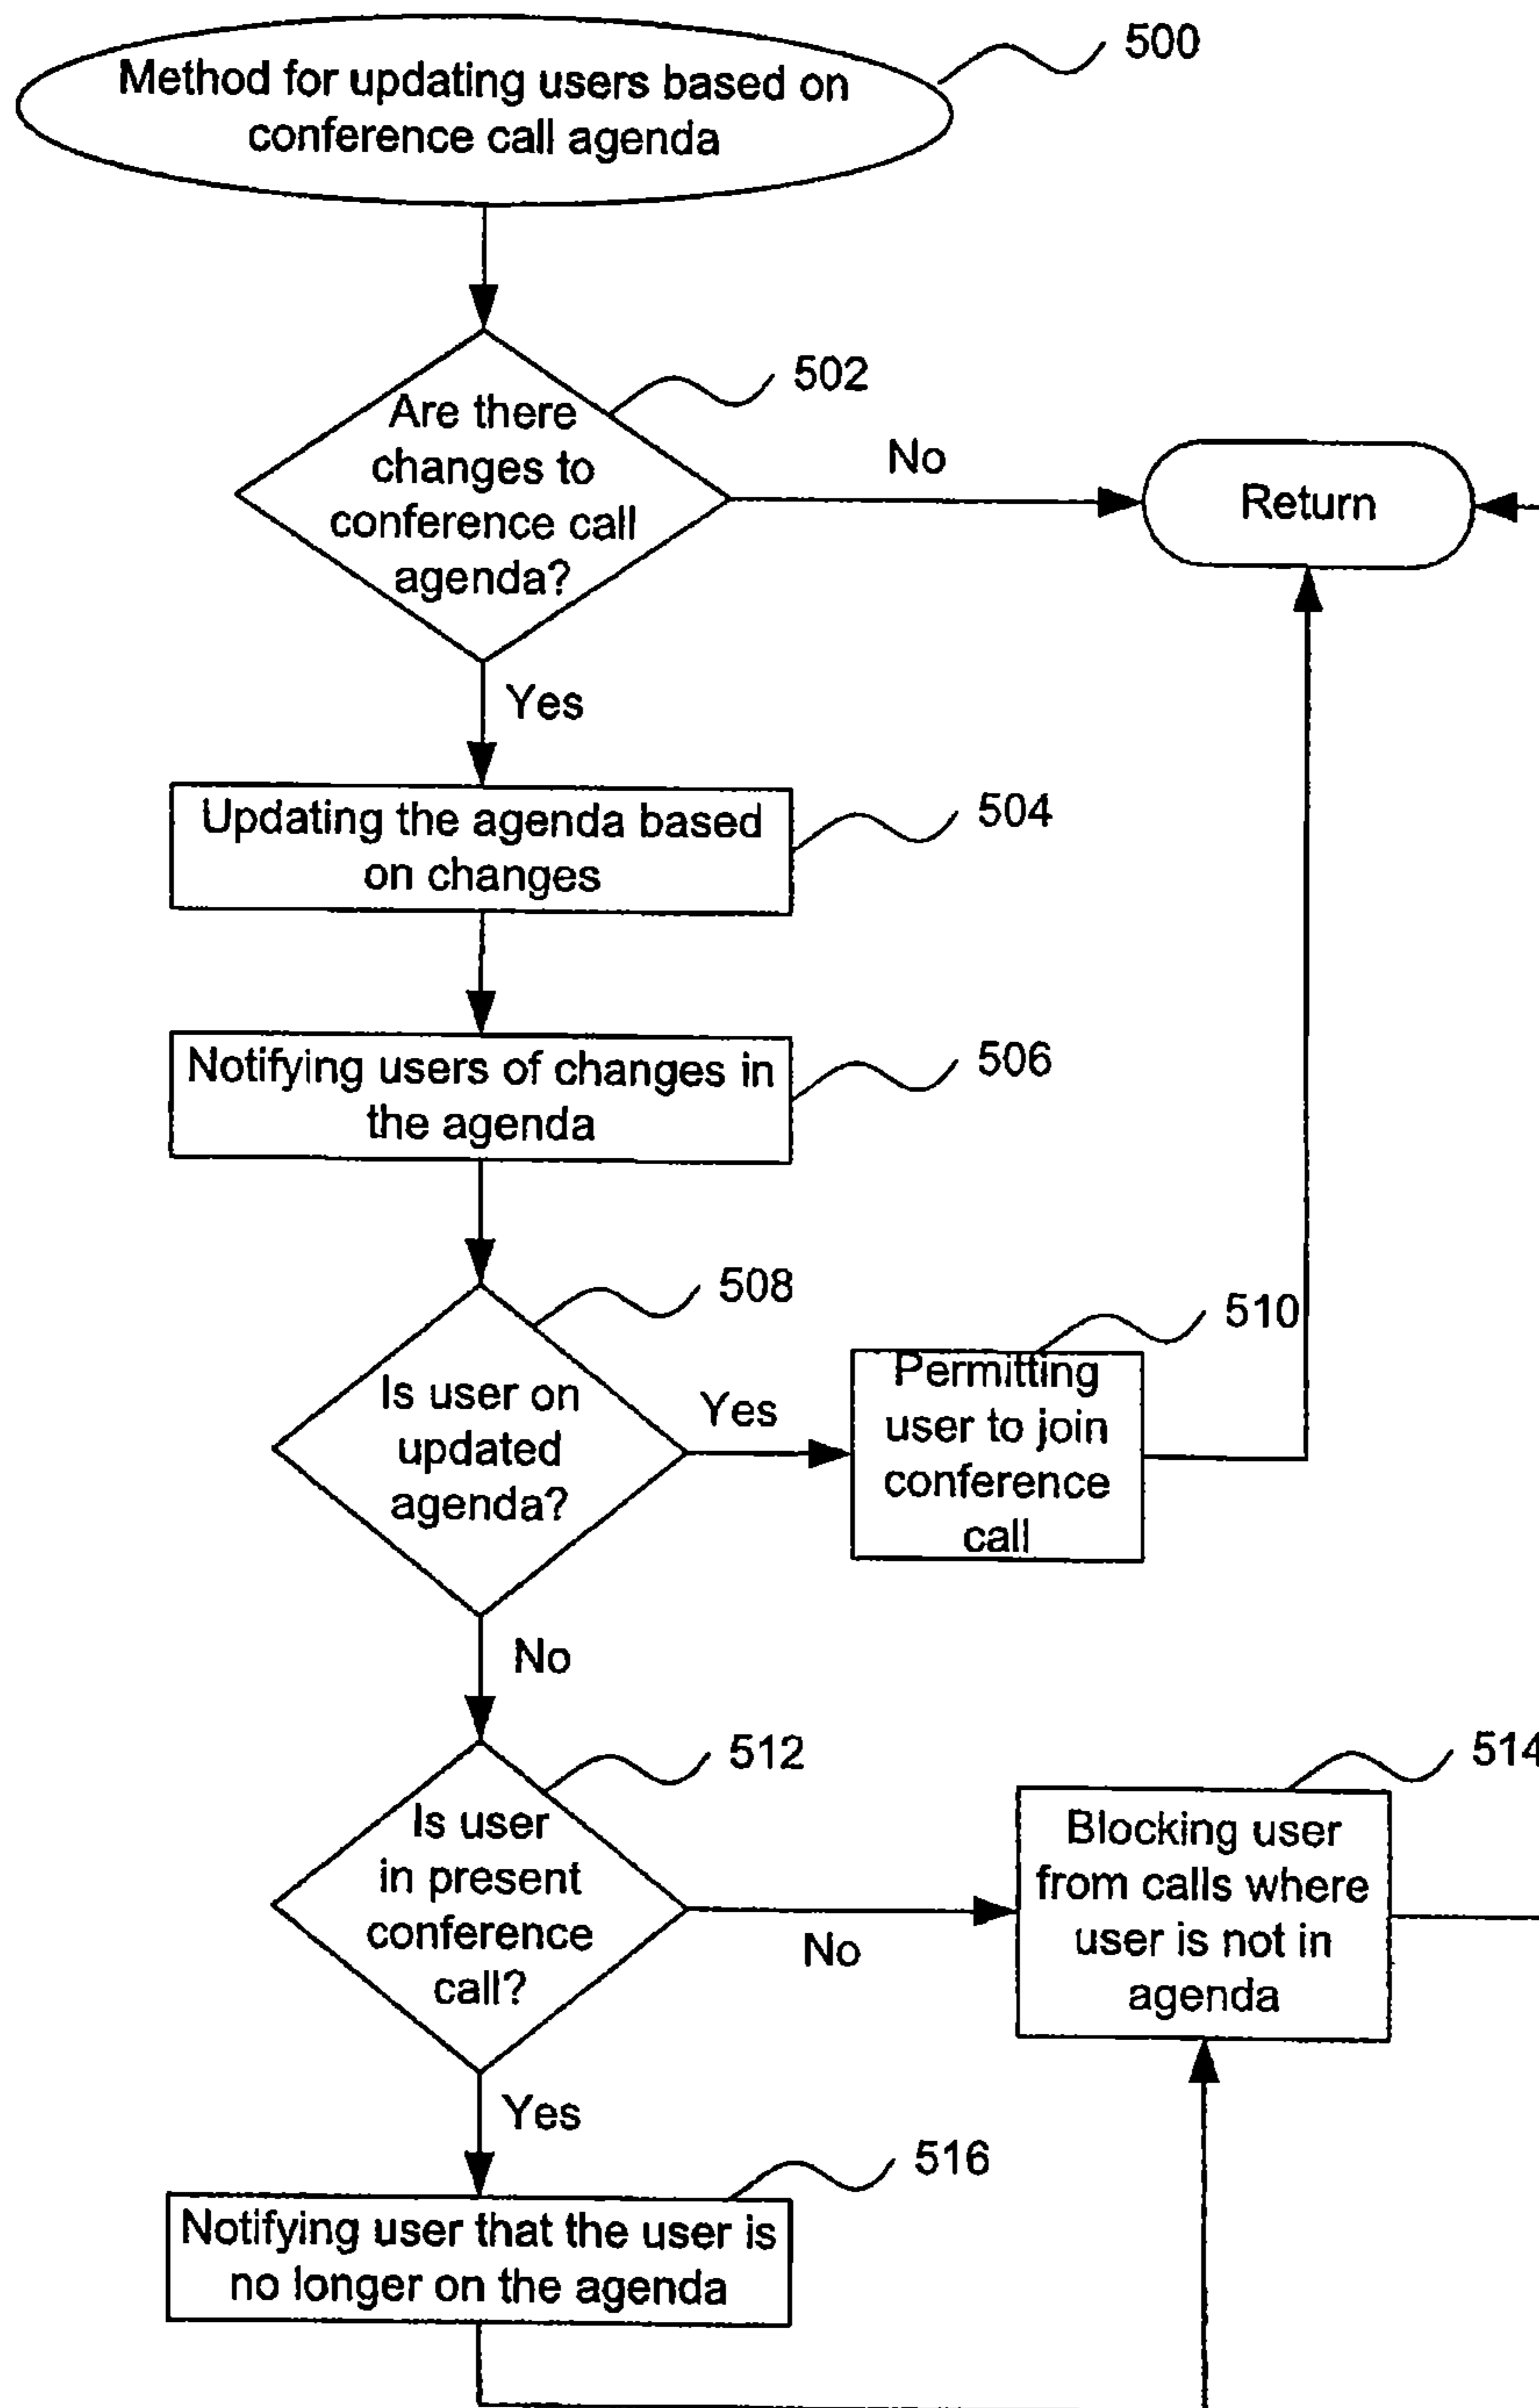 Method for updating users based on
conference call agenda
500
Are there
changes to
conference call
agenda?
502
No
Return
Yes
Updating the agenda based
on changes
504
Notifying users of changes in
the agenda
506
Is user on
updated
agenda?
508
Yes
Permitting
user to join
conference
call
510
No
Is user
in present
conference
call?
512
No
Blocking user
from calls where
user is not in
agenda
514
Yes
Notifying user that the user is
no longer on the agenda
516